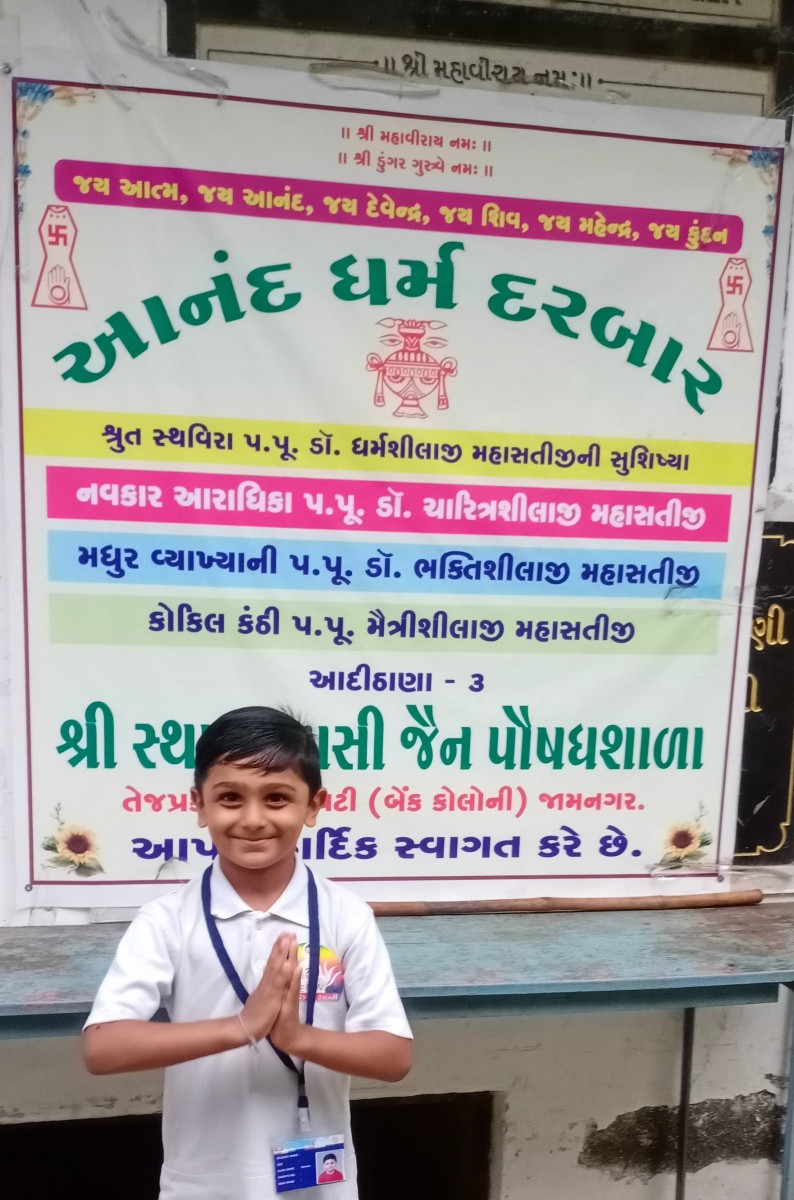 ॥ શ્રી મહાવીરાય નમઃ ॥
॥ શ્રી મહાવીરાય નમઃ ॥
॥ શ્રી ડુંગર ગુરુવે નમઃ ॥
જય આત્મ, જય આનંદ, જય દેવેન્દ્ર, જય શિવ, જય મહેન્દ્ર, જય કુંદન
આનંદ ધર્મ દરબાર
શ્રુત સ્થવિરા પ.પૂ. ડૉ. ધર્મશીલાજી મહાસતીજીની સુશિષ્યા
નવકાર આરાધિકા પ.પૂ. ડૉ. ચારિત્રશીલાજી મહાસતીજી
મધુર વ્યાખ્યાની પ.પૂ. ડૉ. ભક્તિશીલાજી મહાસતીજી
કોકિલ કંઠી પ.પૂ. મૈત્રીશીલાજી મહાસતીજી
આદીઠાણા - ૩
શ્રી જૈન પૌષધશાળા
(બેંક કોલોની) જામનગર.
સ્વાગત કરે છે.